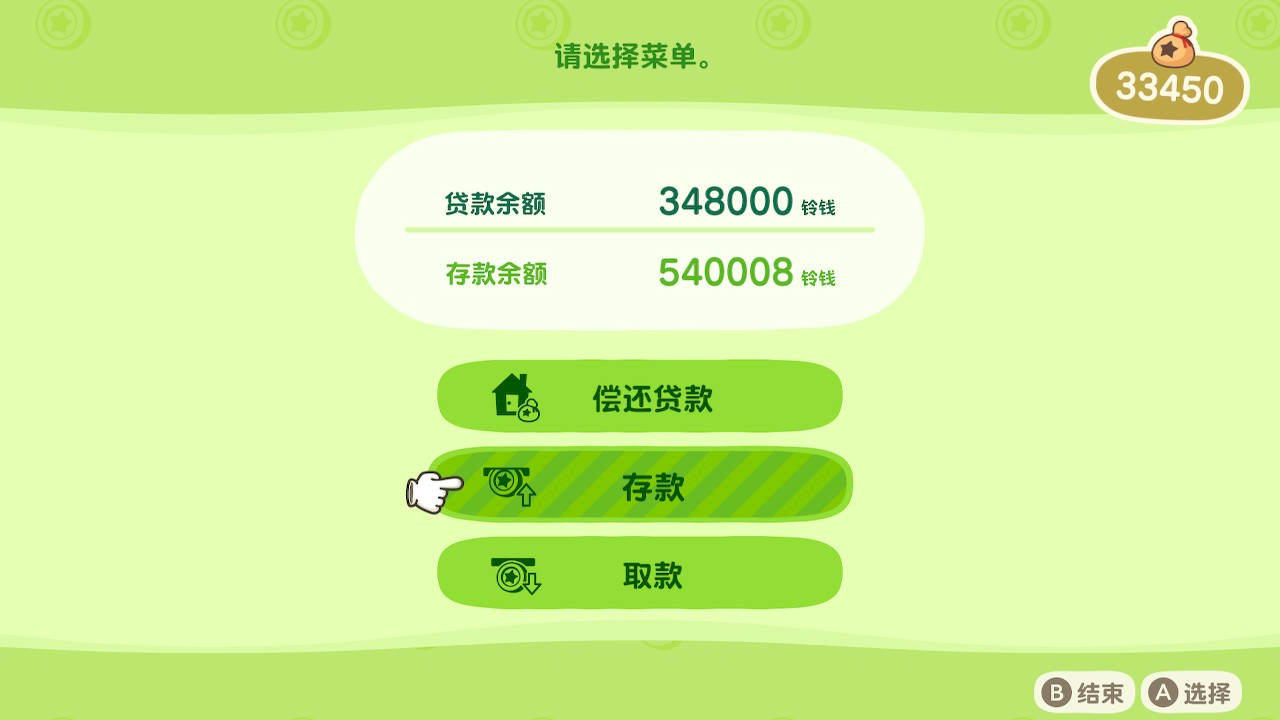 请选择菜单。
33450
贷款余额 348000 铃钱
存款余额 540008 铃钱
偿还贷款
存款
取款
B 结束 A 选择